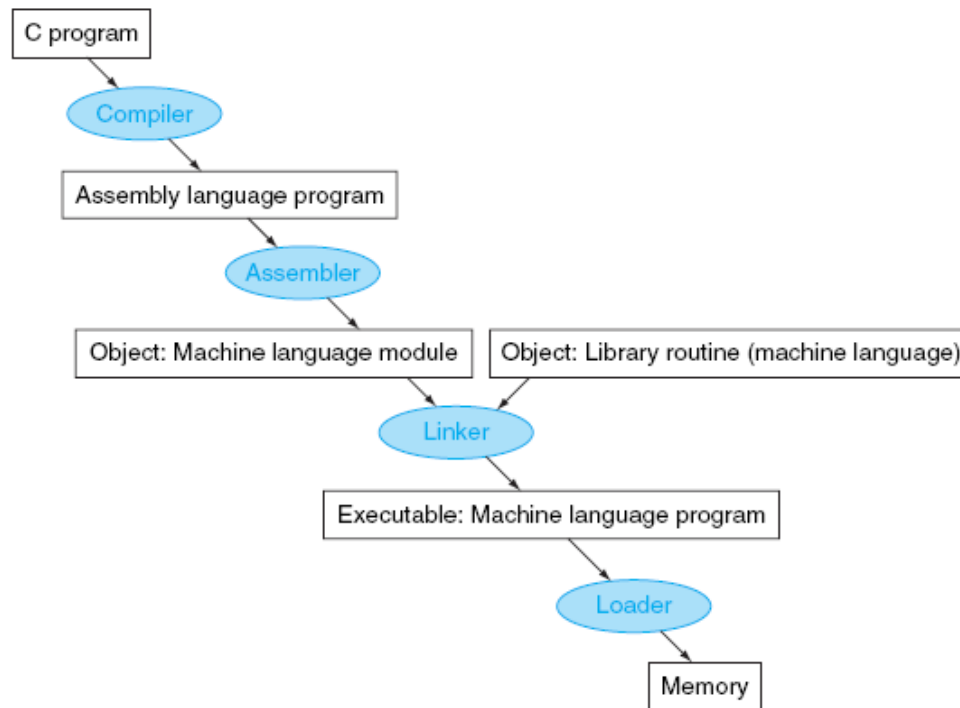 C program
Compiler
Assembly language program
Assembler
Object: Machine language module
Object: Library routine (machine language)
Linker
Executable: Machine language program
Loader
Memory